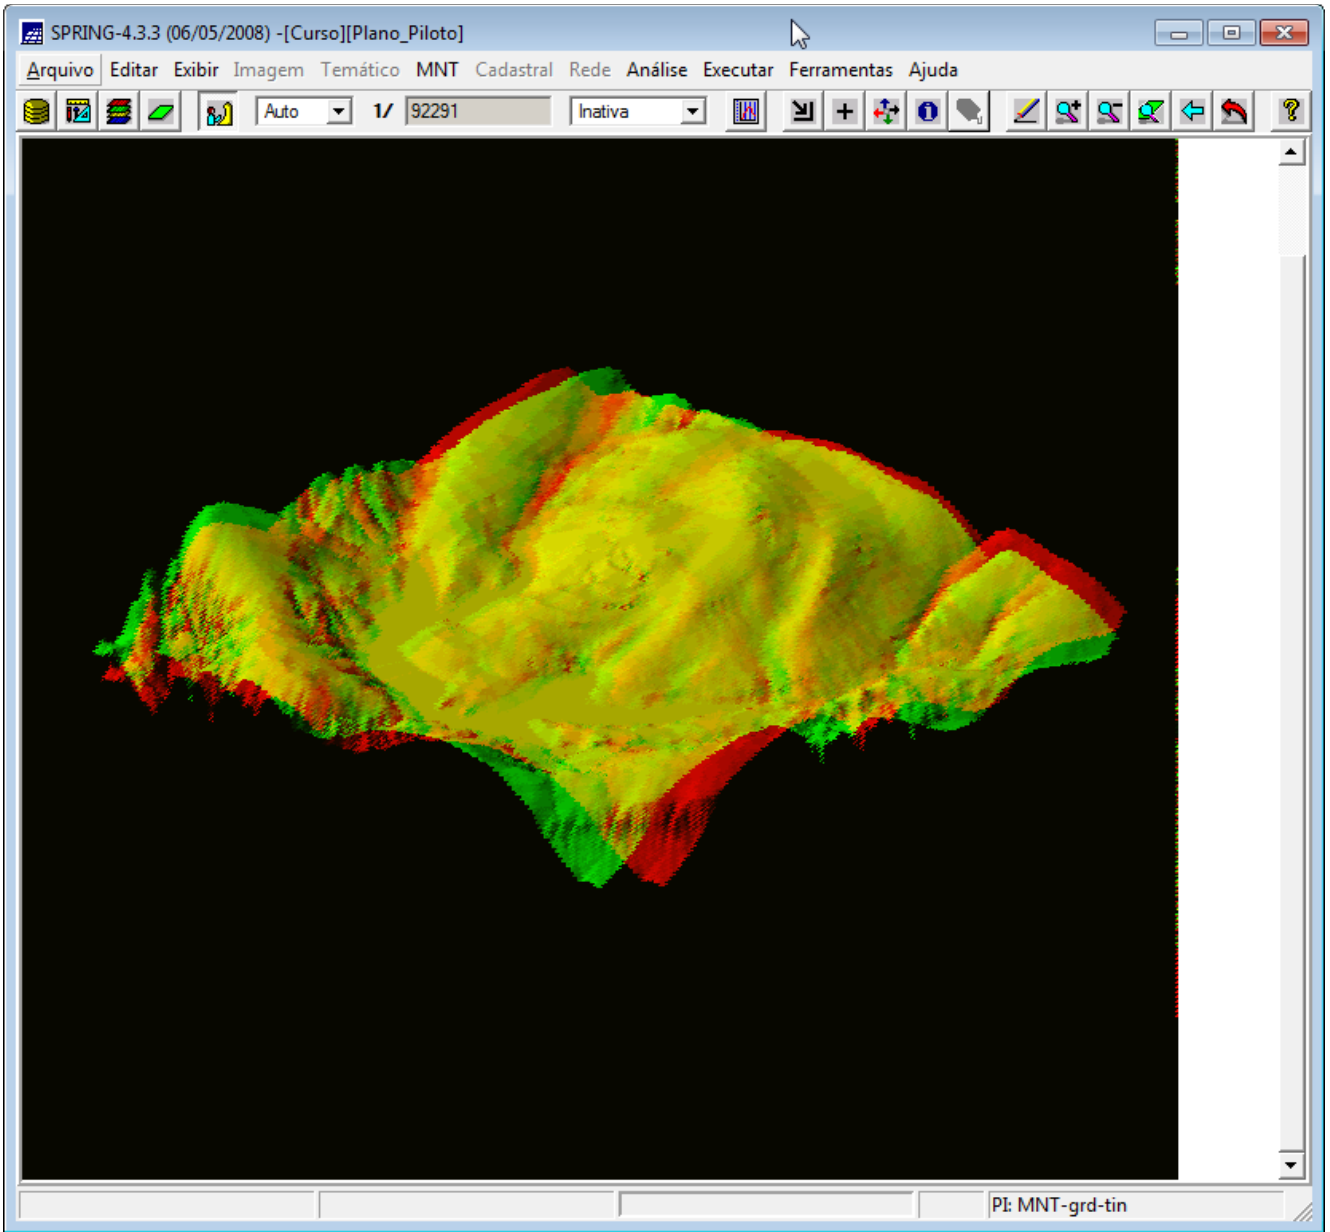 SPRING-4.3.3 (06/05/2008) -[Curso][Plano_Piloto]
Arquivo Editar Exibir Imagem Temático MNT Cadastral Rede Análise Executar Ferramentas Ajuda
Auto 1/ 92291 Inativa
PI: MNT-grd-tin